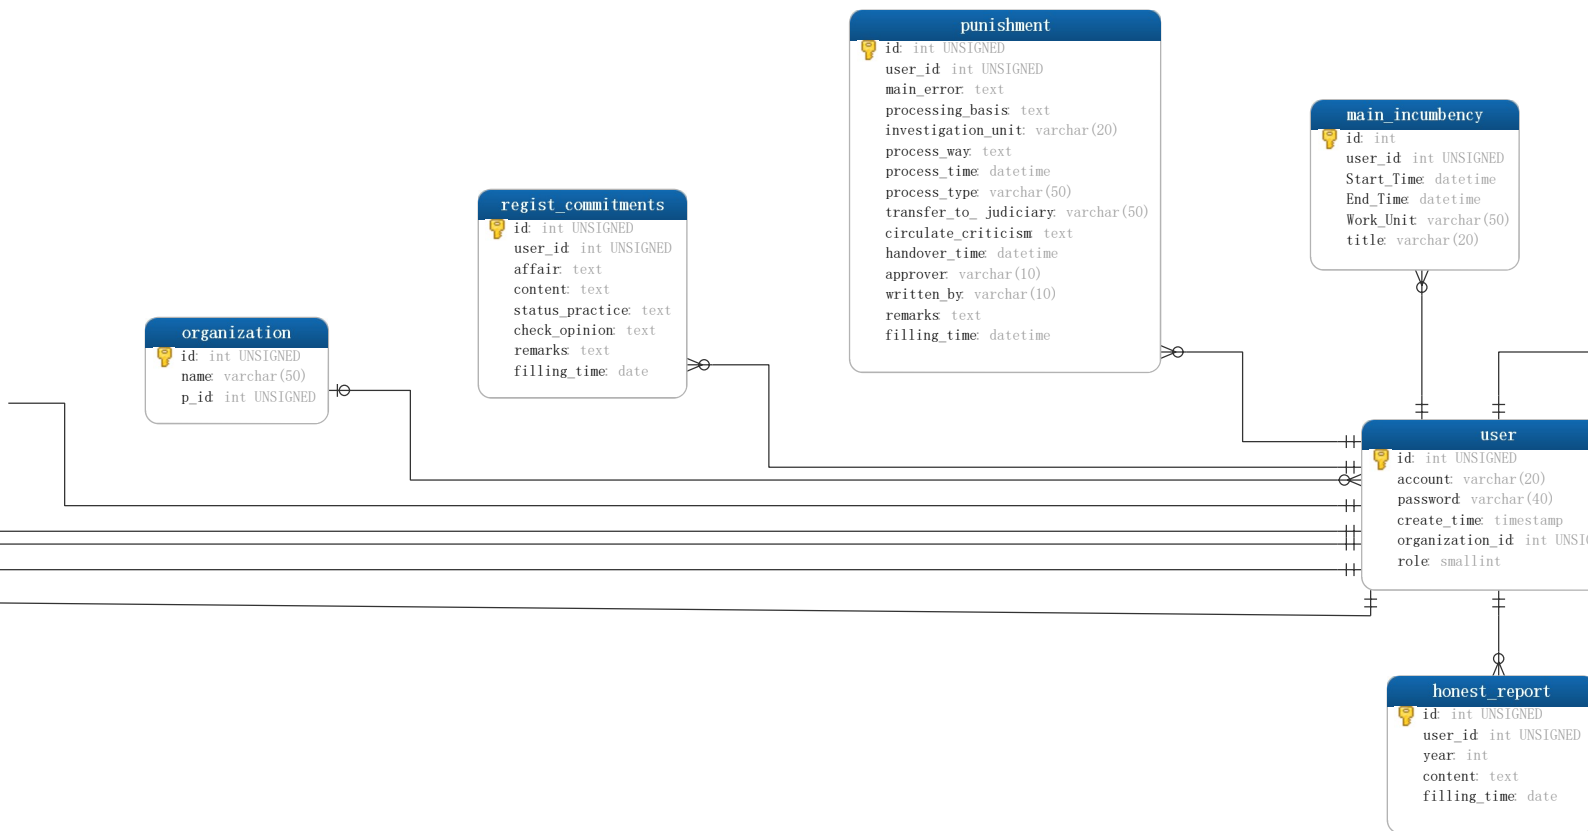 punishment
id: int UNSIGNED
user_id: int UNSIGNED
main_error: text
processing_basis: text
investigation_unit: varchar(20)
process_way: text
process_time: datetime
process_type: varchar(50)
transfer_to_ judiciary: varchar(50)
circulate_criticism: text
handover_time: datetime
approver: varchar(10)
written_by: varchar(10)
remarks: text
filling_time: datetime
main_incumbency
id: int
user_id: int UNSIGNED
Start_Time: datetime
End_Time: datetime
Work_Unit: varchar(50)
title: varchar(20)
regist_commitments
id: int UNSIGNED
user_id: int UNSIGNED
affair: text
content: text
status_practice: text
check_opinion: text
remarks: text
filling_time: date
organization
id: int UNSIGNED
name: varchar(50)
p_id: int UNSIGNED
user
id: int UNSIGNED
account: varchar(20)
password: varchar(40)
create_time: timestamp
organization_id: int UNSI
role: smallint
honest_report
id: int UNSIGNED
user_id: int UNSIGNED
year: int
content: text
filling_time: date